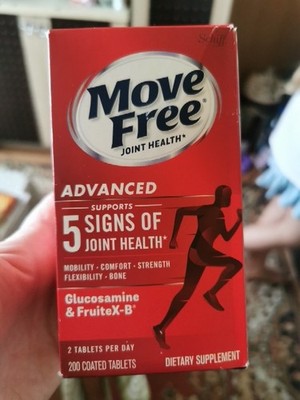 Schiff
Move
Free®
JOINT HEALTH*
ADVANCED
SUPPORTS
5 SIGNS OF
JOINT HEALTH*
MOBILITY • COMFORT • STRENGTH
FLEXIBILITY • BONE
Glucosamine
& FruiteX-B®
2 TABLETS PER DAY
200 COATED TABLETS
DIETARY SUPPLEMENT